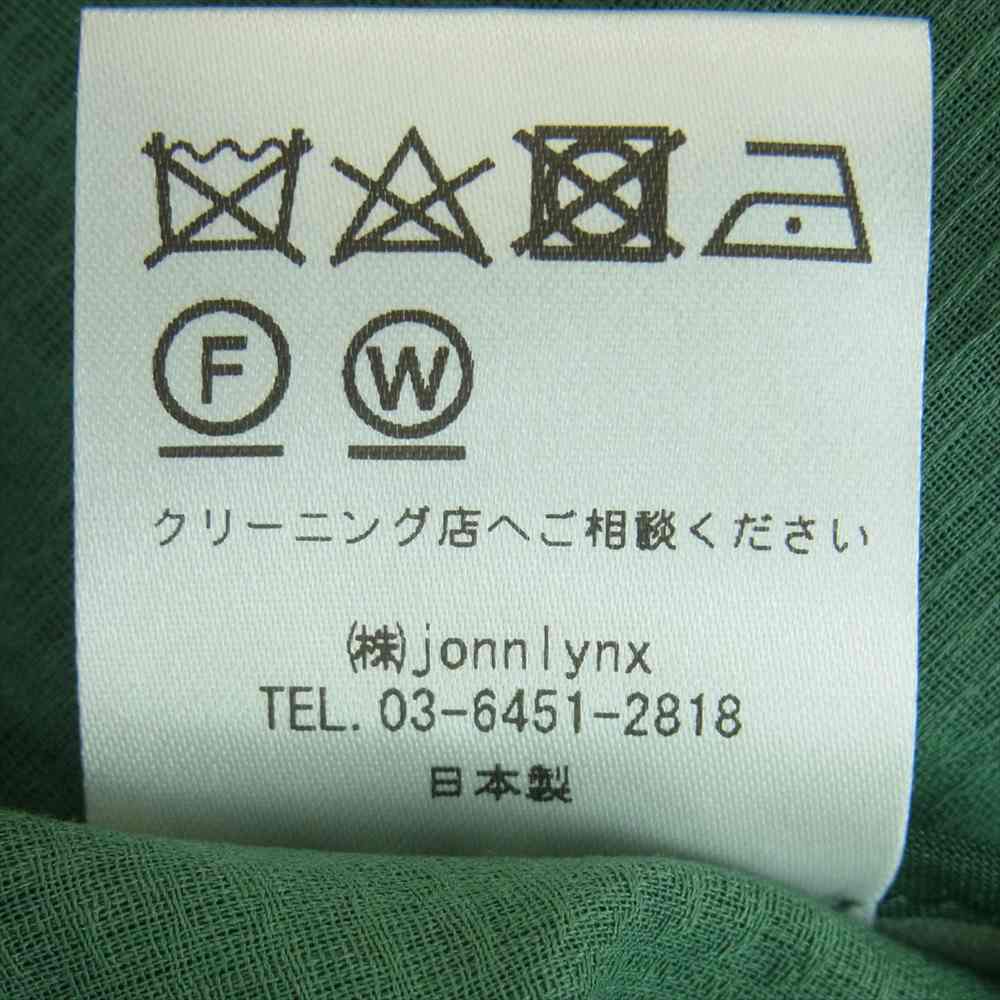 F W
クリーニング店へご相談ください
㈱jonnlynx
TEL. 03-6451-2818
日本製